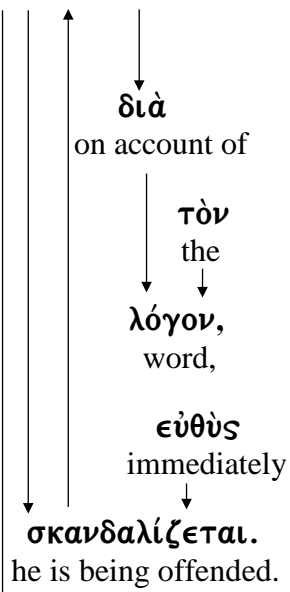 διὰ
on account of
τὸν
the
λόγον,
word,
εὐθὺς
immediately
σκανδαλίζεται.
he is being offended.